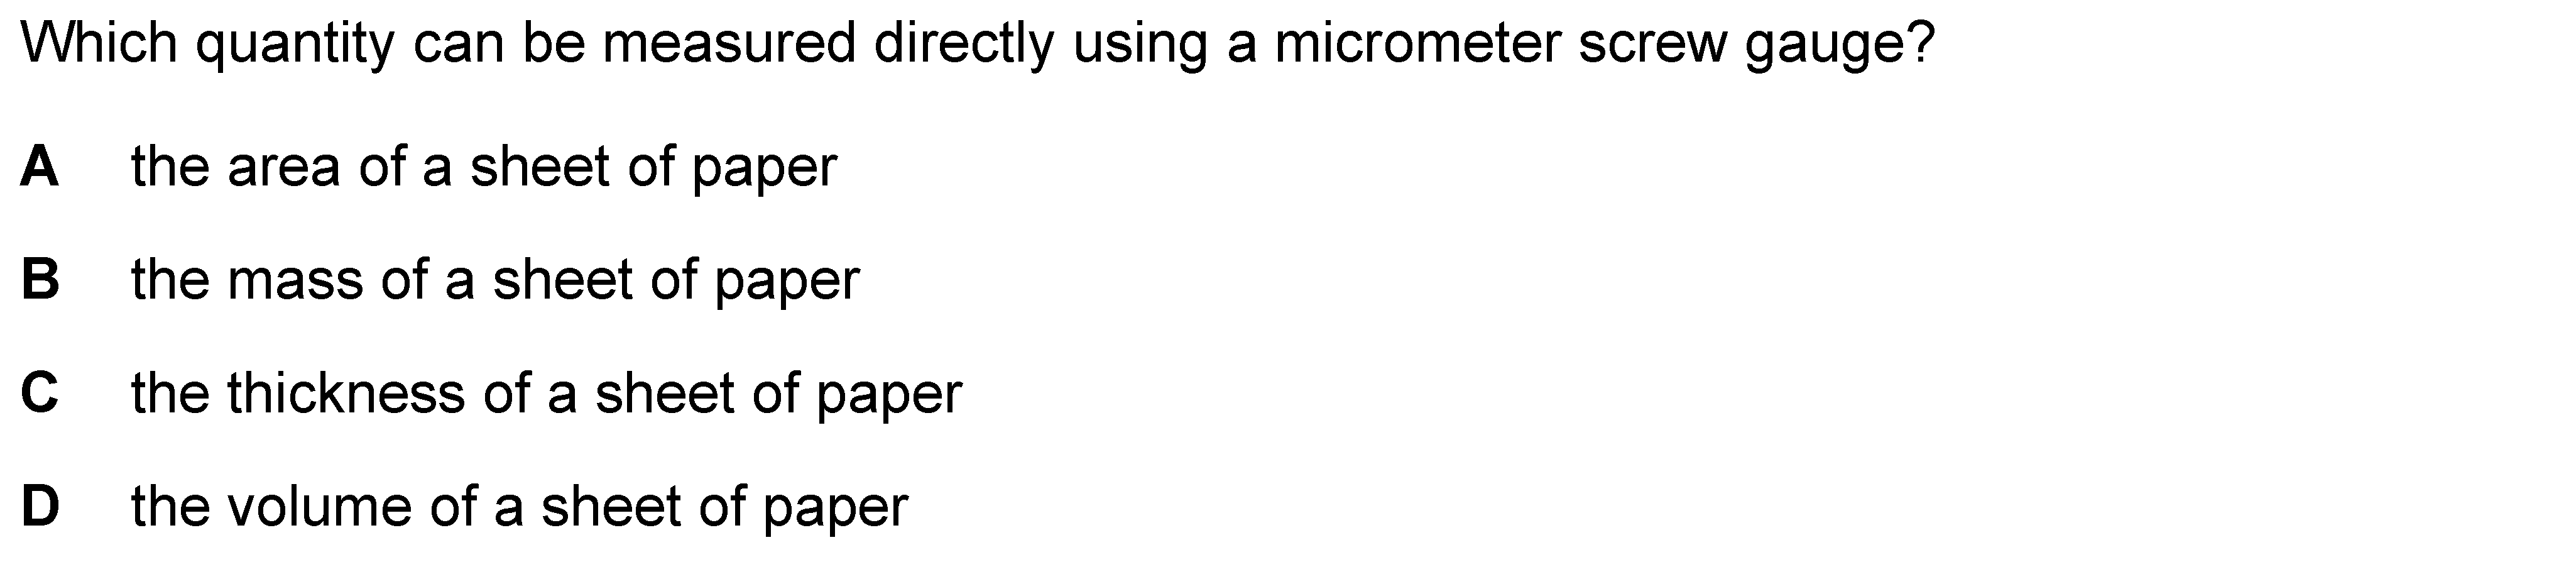 Which quantity can be measured directly using a micrometer screw gauge?
A the area of a sheet of paper
B the mass of a sheet of paper
C the thickness of a sheet of paper
D the volume of a sheet of paper